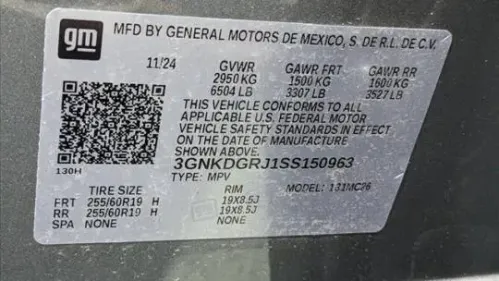 gm
MFD BY GENERAL MOTORS DE MEXICO, S. DE R.L. DE C.V.
11/24 GVWR GAWR FRT GAWR RR
2950 KG 1500 KG 1600 KG
6504 LB 3307 LB 3527 LB
THIS VEHICLE CONFORMS TO ALL
APPLICABLE U.S. FEDERAL MOTOR
VEHICLE SAFETY STANDARDS IN EFFECT
ON THE DATE OF MANUFACTURE
SHOWN ABOVE.
130H 3GNKDGRJ1SS150963
TYPE: MPV MODEL: 131MC26
TIRE SIZE RIM
FRT 255/60R19 H 19X8.5J
RR 255/60R19 H 19X8.5J
SPA NONE NONE